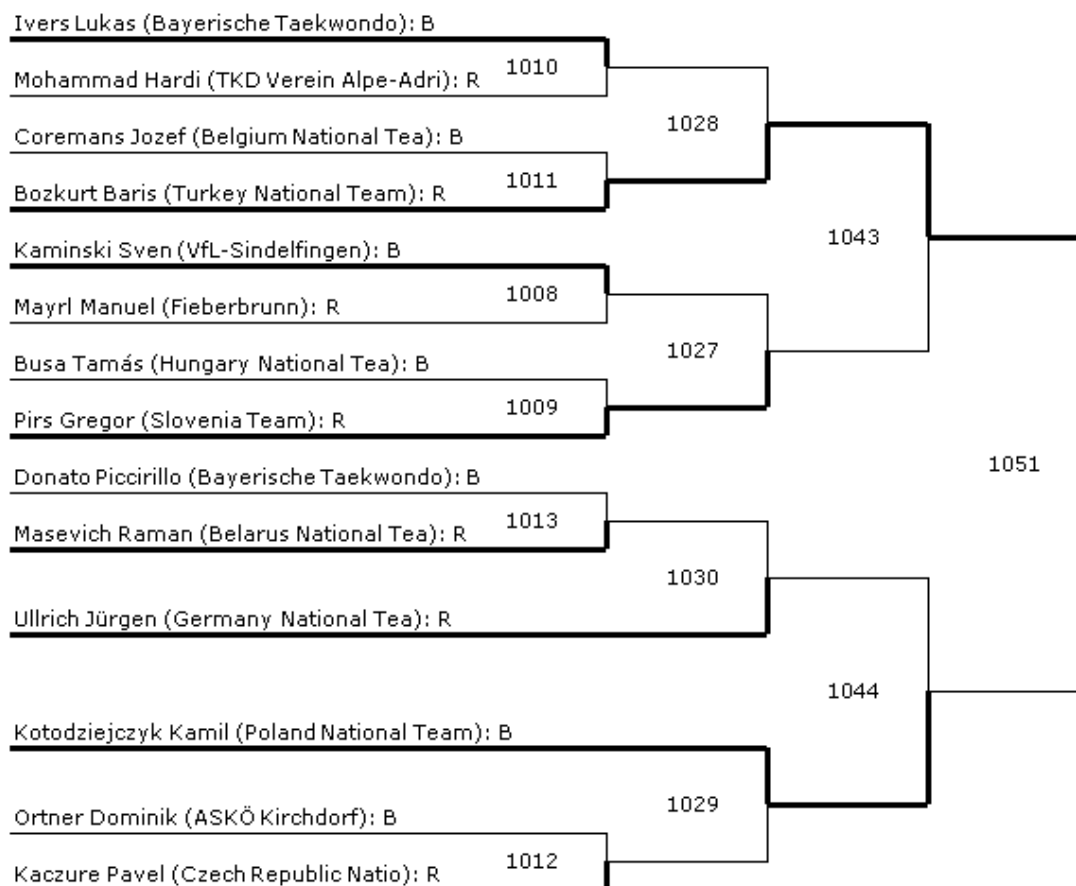 Ivers Lukas (Bayerische Taekwondo): B
1010
Mohammad Hardi (TKD Verein Alpe-Adri): R
1028
Coremans Jozef (Belgium National Tea): B
1011
Bozkurt Baris (Turkey National Team): R
1043
Kaminski Sven (VfL-Sindelfingen): B
1008
Mayrl Manuel (Fieberbrunn): R
1027
Busa Tamás (Hungary National Tea): B
1009
Pirs Gregor (Slovenia Team): R
1051
Donato Piccirillo (Bayerische Taekwondo): B
1013
Masevich Raman (Belarus National Tea): R
1030
Ullrich Jürgen (Germany National Tea): R
1044
Kotodziejczyk Kamil (Poland National Team): B
1029
Ortner Dominik (ASKÖ Kirchdorf): B
1012
Kaczure Pavel (Czech Republic Natio): R